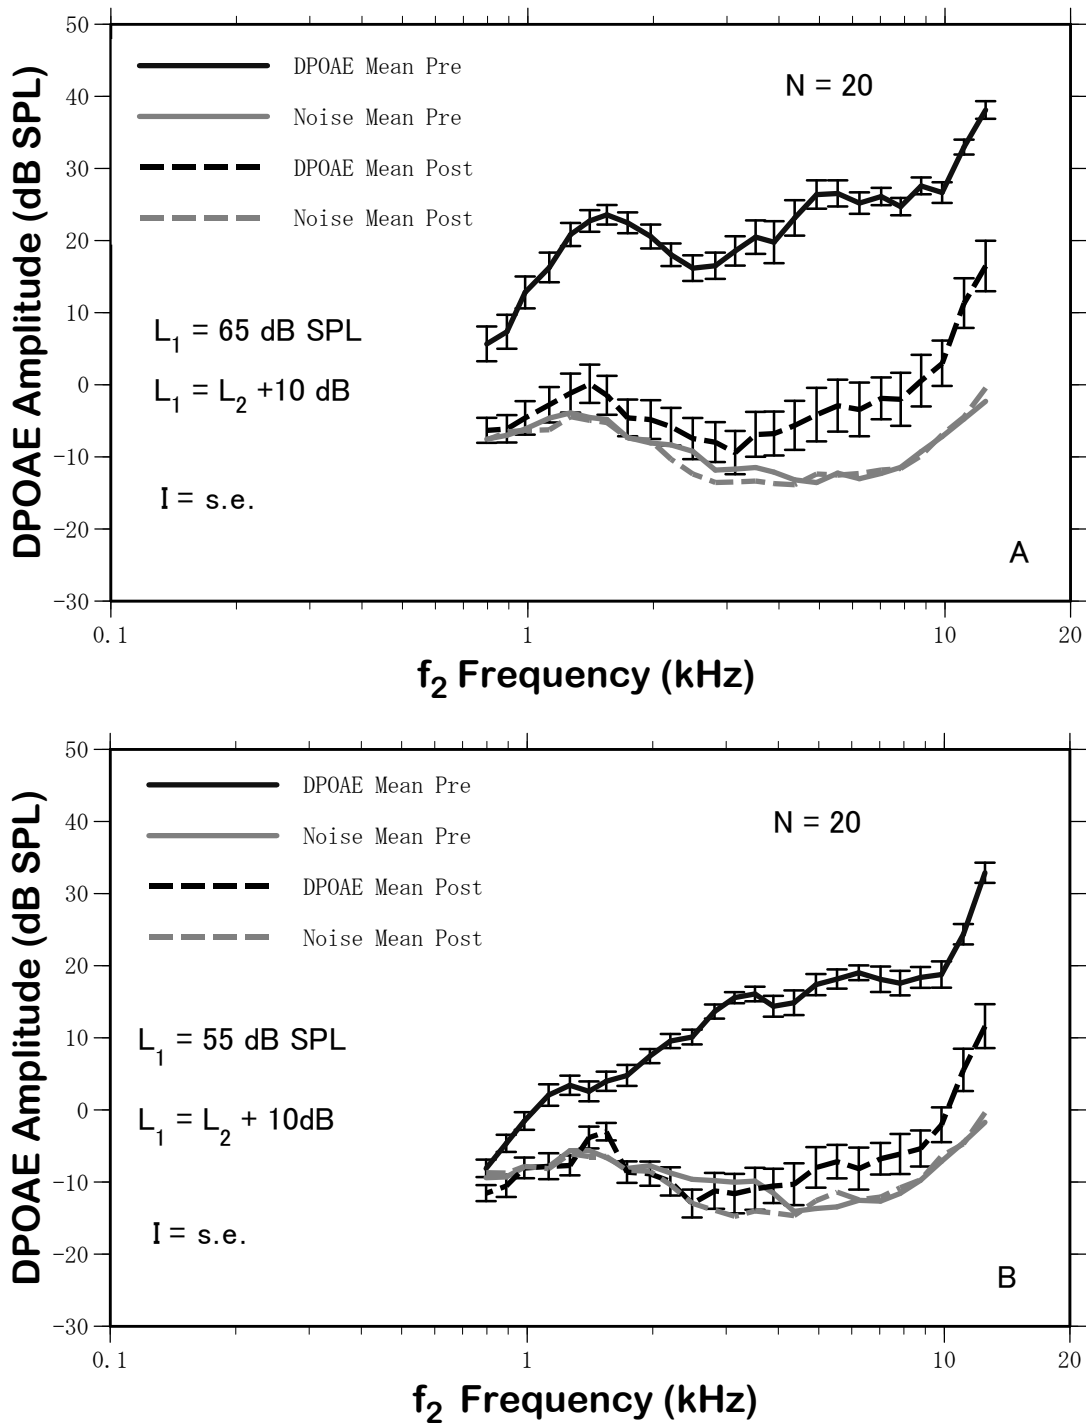 50
40
30
20
10
0
-10
-20
-30
DPOAE Amplitude (dB SPL)
DPOAE Mean Pre
Noise Mean Pre
DPOAE Mean Post
Noise Mean Post
N = 20
L1 = 65 dB SPL
L1 = L2 +10 dB
I = s.e.
A
0.1 1 10 20
f2 Frequency (kHz)
50
40
30
20
10
0
-10
-20
-30
DPOAE Amplitude (dB SPL)
DPOAE Mean Pre
Noise Mean Pre
DPOAE Mean Post
Noise Mean Post
N = 20
L1 = 55 dB SPL
L1 = L2 + 10dB
I = s.e.
B
0.1 1 10 20
f2 Frequency (kHz)